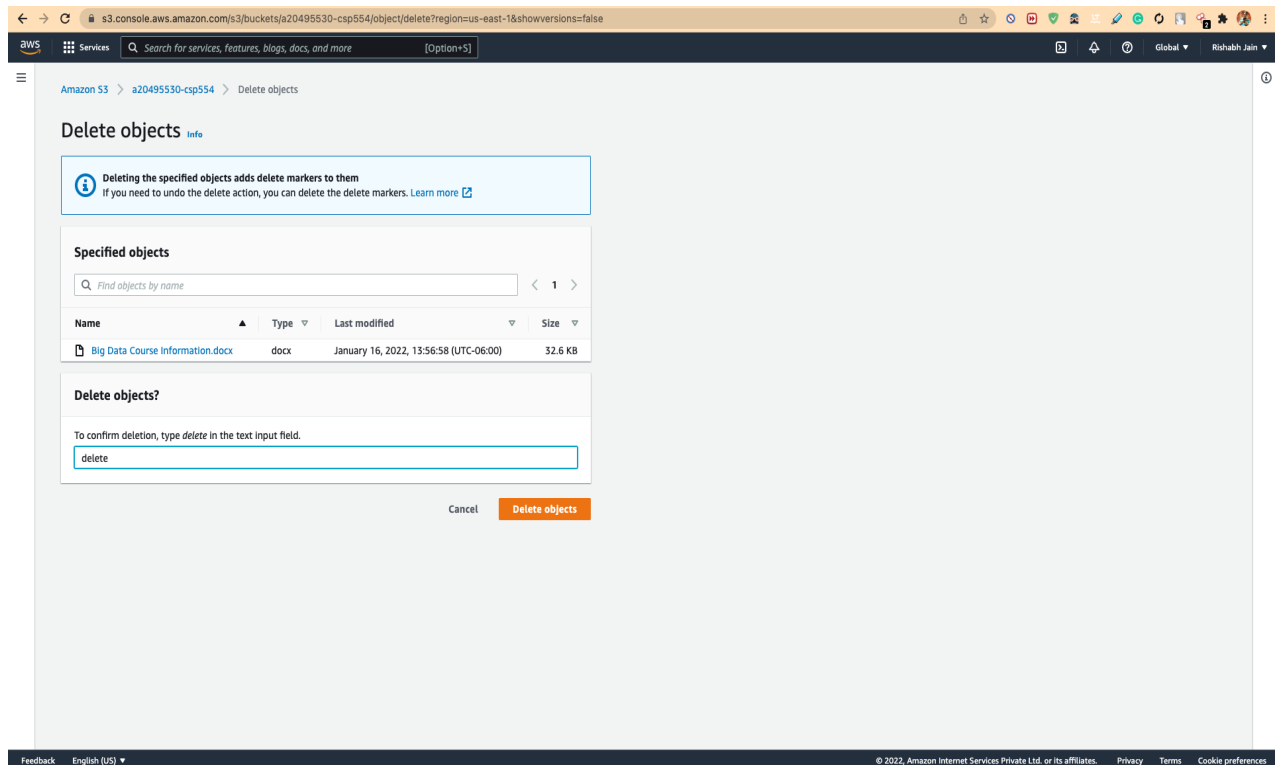 s3.console.aws.amazon.com/s3/buckets/a20495530-csp554/object/delete?region=us-east-1&showversions=false
2
aws
Services
Search for services, features, blogs, docs, and more
[Option+S]
Global ▼
Rishabh Jain ▼
Amazon S3 > a20495530-csp554 > Delete objects
Delete objects Info
Deleting the specified objects adds delete markers to them
If you need to undo the delete action, you can delete the delete markers. Learn more
Specified objects
Find objects by name
< 1 >
Name ▲ Type ▽ Last modified ▽ Size ▽
Big Data Course Information.docx docx January 16, 2022, 13:56:58 (UTC-06:00) 32.6 KB
Delete objects?
To confirm deletion, type delete in the text input field.
delete
Cancel Delete objects
Feedback English (US) ▼ © 2022, Amazon Internet Services Private Ltd. or its affiliates. Privacy Terms Cookie preferences